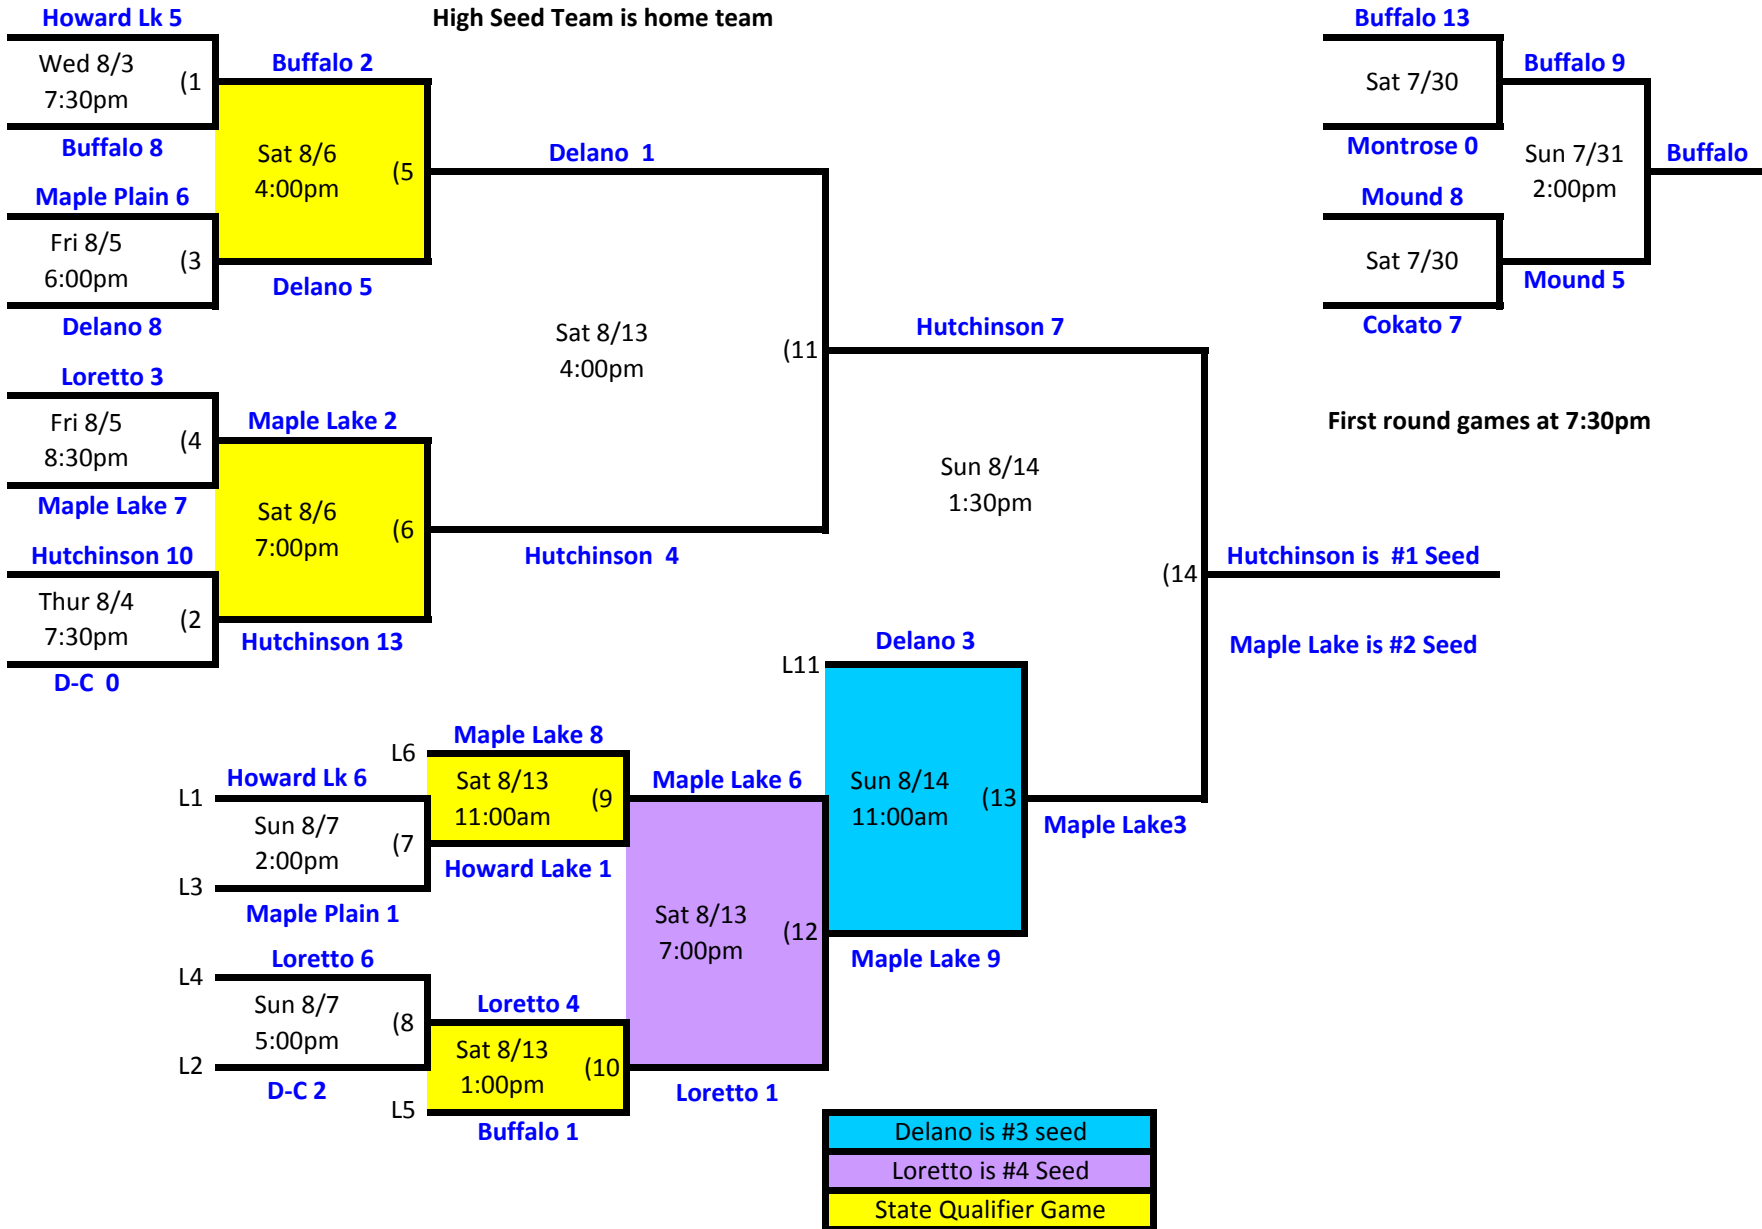 Howard Lk 5
High Seed Team is home team
Buffalo 13
Wed 8/3
7:30pm
(1
Buffalo 2
Sat 7/30
Buffalo 9
Buffalo 8
Sat 8/6
4:00pm
(5
Delano  1
Montrose 0
Sun 7/31
2:00pm
Buffalo
Maple Plain 6
Mound 8
Fri 8/5
6:00pm
(3
Delano 5
Sat 7/30
Mound 5
Delano 8
Sat 8/13
4:00pm
(11
Hutchinson 7
Cokato 7
Loretto 3
Fri 8/5
8:30pm
(4
Maple Lake 2
First round games at 7:30pm
Maple Lake 7
Sat 8/6
7:00pm
(6
Sun 8/14
1:30pm
Hutchinson 10
Hutchinson  4
(14
Hutchinson is  #1 Seed
Thur 8/4
7:30pm
(2
Hutchinson 13
Delano 3
Maple Lake is #2 Seed
D-C  0
L11
L6
Maple Lake 8
Howard Lk 6
Sat 8/13
11:00am
(9
Maple Lake 6
Sun 8/14
11:00am
(13
L1
Sun 8/7
2:00pm
(7
Maple Lake3
L3
Howard Lake 1
Maple Plain 1
Sat 8/13
7:00pm
(12
Maple Lake 9
Loretto 6
L4
Sun 8/7
5:00pm
(8
Loretto 4
L2
Sat 8/13
1:00pm
(10
D-C 2
Loretto 1
L5
Buffalo 1
Delano is #3 seed
Loretto is #4 Seed
State Qualifier Game